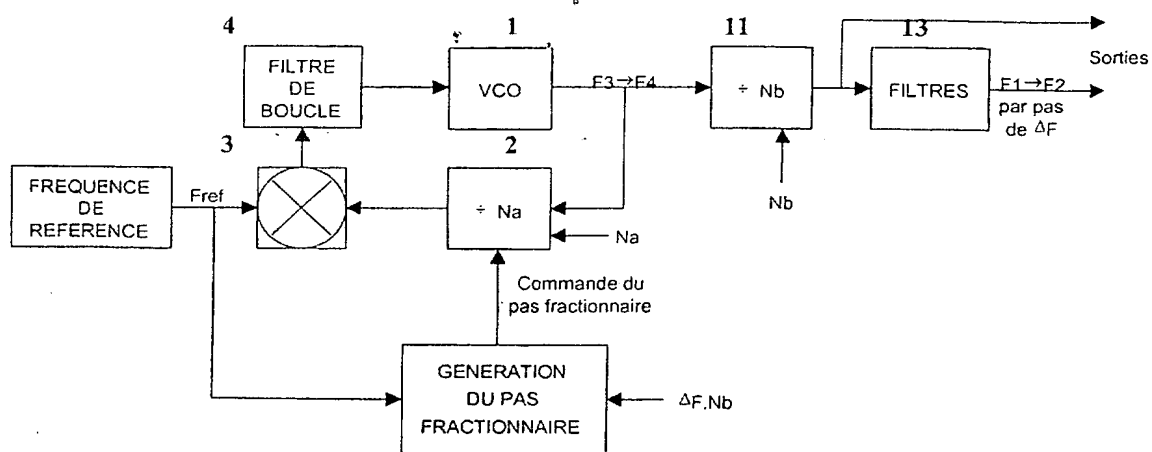 4
1
11
13
FILTRE
DE
BOUCLE
VCO
F3→F4
÷ Nb
FILTRES
Sorties
F1→F2
par pas
de ΔF
3
2
Nb
FREQUENCE
DE
REFERENCE
Fref
÷ Na
Na
Commande du
pas fractionnaire
GENERATION
DU PAS
FRACTIONNAIRE
ΔF.Nb